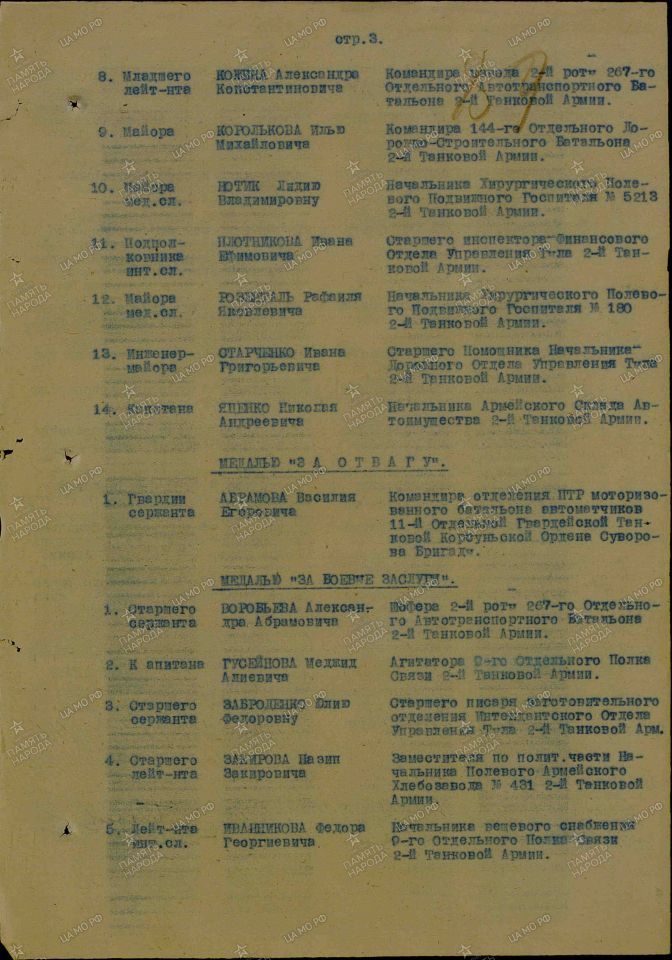 стр.3.
8. Младшего КОЖИНА Александра Командира взвода 2-й роты 267-го
лейт-нта Константиновича Отдельного Автотранспортного Ба-
тальона 2-й Танковой Армии.
9. Майора КОРОЛЬКОВА Илью Командира 144-го Отдельного До-
Михайловича рожно-Строительного Батальона
2-й Танковой Армии.
10. Майора НОТИК Лидию Начальника Хирургического Поле-
мед.сл. Владимировну вого Подвижного Госпиталя № 5213
2-й Танковой Армии.
11. Подпол- ПЛОТНИКОВА Ивана Старшего инспектора Финансового
ковника Ефимовича Отдела Управления Тыла 2-й Тан-
инт.сл. ковой Армии.
12. Майора РОЗЕНТАЛЬ Рафаиля Начальника Хирургического Полево-
мед.сл. Яковлевича го Подвижного Госпиталя № 180
2-й Танковой Армии.
13. Инженер- СТАРЧЕНКО Ивана Старшего Помощника Начальника
майора Григорьевича Дорожного Отдела Управления Тыла
2-й Танковой Армии.
14. Капитана ЯЦЕНКО Николая Начальника Армейского Склада Ав-
Андреевича тоимущества 2-й Танковой Армии.
МЕДАЛЬЮ "ЗА О Т В А Г У".
1. Гвардии АБРАМОВА Василия Командира отделения ПТР моторизо-
сержанта Егоровича ванного батальона автоматчиков
11-й Отдельной Гвардейской Тан-
ковой Корсуньской Ордена Суворо-
ва Бригады.
МЕДАЛЬЮ "ЗА БОЕВЫЕ ЗАСЛУГИ".
1. Старшего ВОРОБЬЕВА Алексан- Шофера 2-й роты 267-го Отдельно-
сержанта дра Абрамовича го Автотранспортного Батальона
2-й Танковой Армии.
2. К апитана ГУСЕЙНОВА Меджид Агитатора 9-го Отдельного Полка
Алиевича Связи 2-й Танковой Армии.
3. Старшего ЗАБРОДЕНКО Юлию Старшего писаря заготовительного
сержанта Федоровну отделения Интендантского Отдела
Управления Тыла 2-й Танковой Арм.
4. Старшего ЗАКИРОВА Назип Заместителя по полит.части На-
лейт-нта Закировича чальника Полевого Армейского
Хлебозавода № 431 2-й Танковой
Армии.
5. Лейт-нта ИВАННИКОВА Федора Начальника вещевого снабжения
инт.сл. Георгиевича 9-го Отдельного Полка Связи
2-й Танковой Армии.